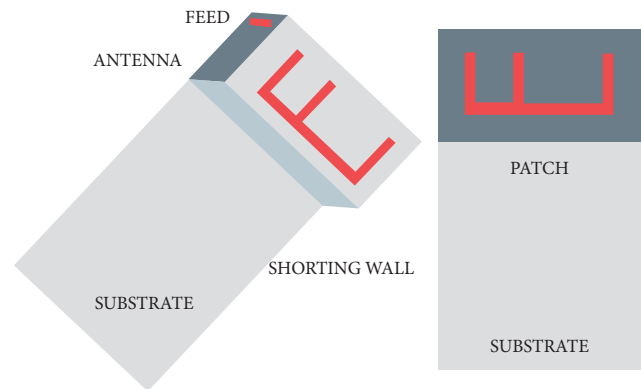 FEED
ANTENNA
SHORTING WALL
SUBSTRATE
PATCH
SUBSTRATE